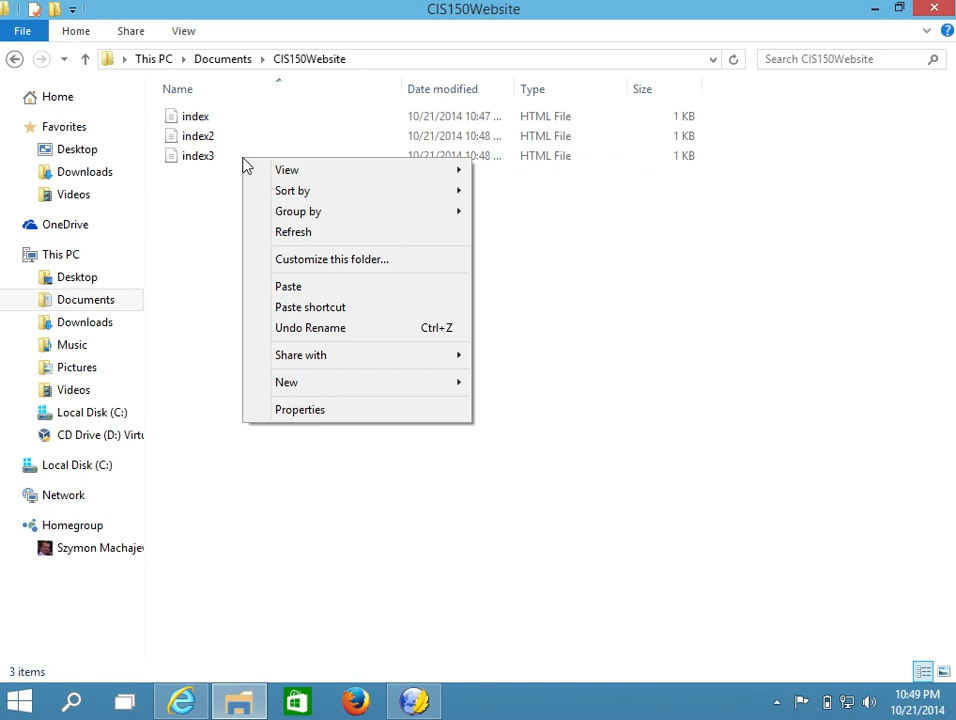 CIS150Website
File Home Share View
This PC Documents CIS150Website Search CIS150Website
Name Date modified Type Size
index 10/21/2014 10:47 ... HTML File 1 KB
index2 10/21/2014 10:48 ... HTML File 1 KB
index3 10/21/2014 10:48 ... HTML File 1 KB
Home
Favorites
Desktop
Downloads
Videos
OneDrive
This PC
Desktop
Documents
Downloads
Music
Pictures
Videos
Local Disk (C:)
CD Drive (D:) Virtu
Local Disk (C:)
Network
Homegroup
Szymon Machajew
View
Sort by
Group by
Refresh
Customize this folder...
Paste
Paste shortcut
Undo Rename Ctrl+Z
Share with
New
Properties
3 items
10:49 PM
10/21/2014